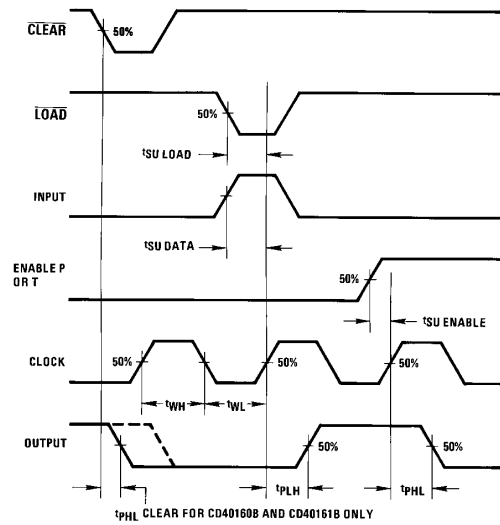 CLEAR
50%
LOAD
50%
tSU LOAD
INPUT
tSU DATA
ENABLE P
OR T
50%
tSU ENABLE
CLOCK
50%
50%
50%
tWH
tWL
OUTPUT
50%
50%
tPLH
tPHL
tPHL CLEAR FOR CD40160B AND CD40161B ONLY